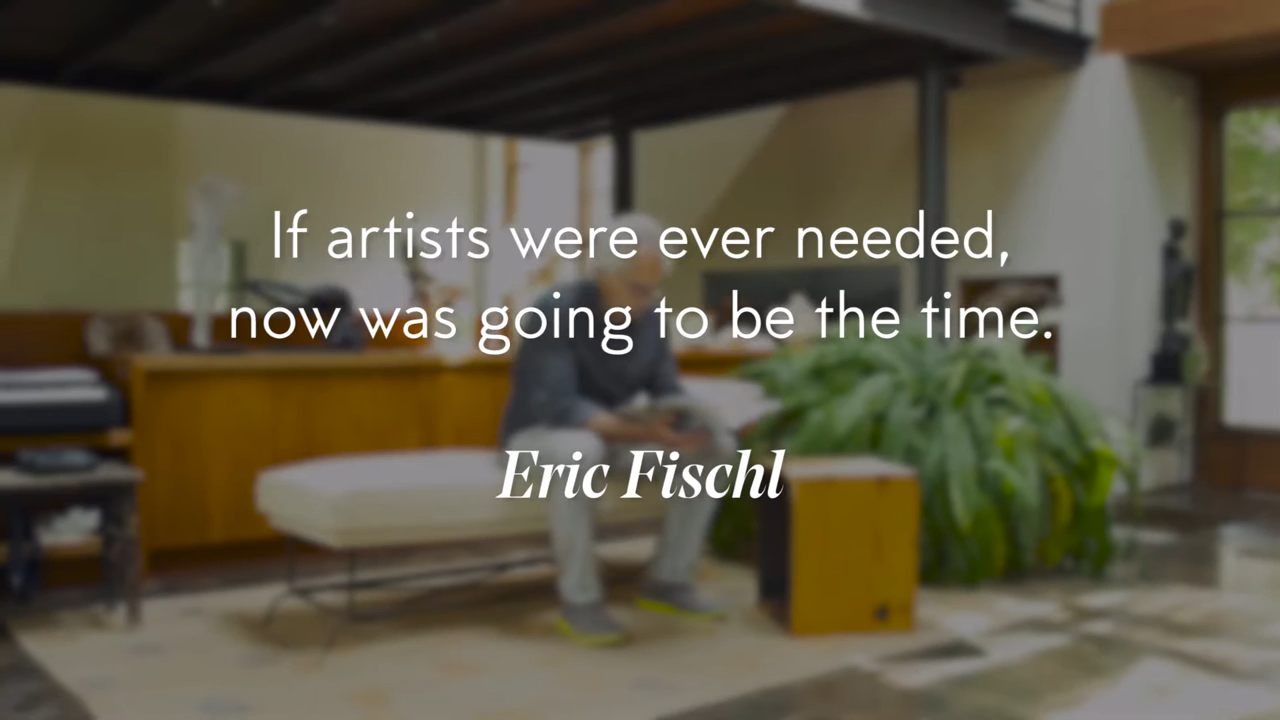 If artists were ever needed,
now was going to be the time.
Eric Fischl